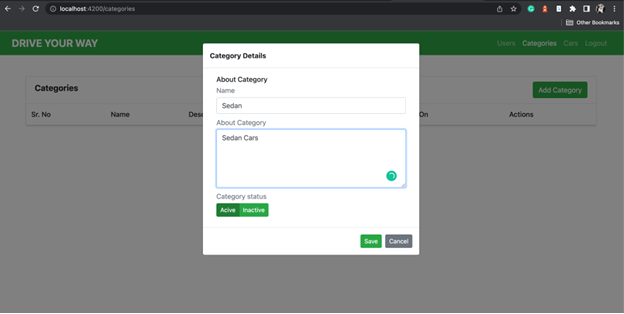 localhost:4200/categories
Other Bookmarks
DRIVE YOUR WAY
Users Categories Cars Logout
Category Details
Categories
Add Category
Sr. No Name Desc On Actions
About Category
Name
Sedan
About Category
Sedan Cars
Category status
Acive Inactive
Save Cancel